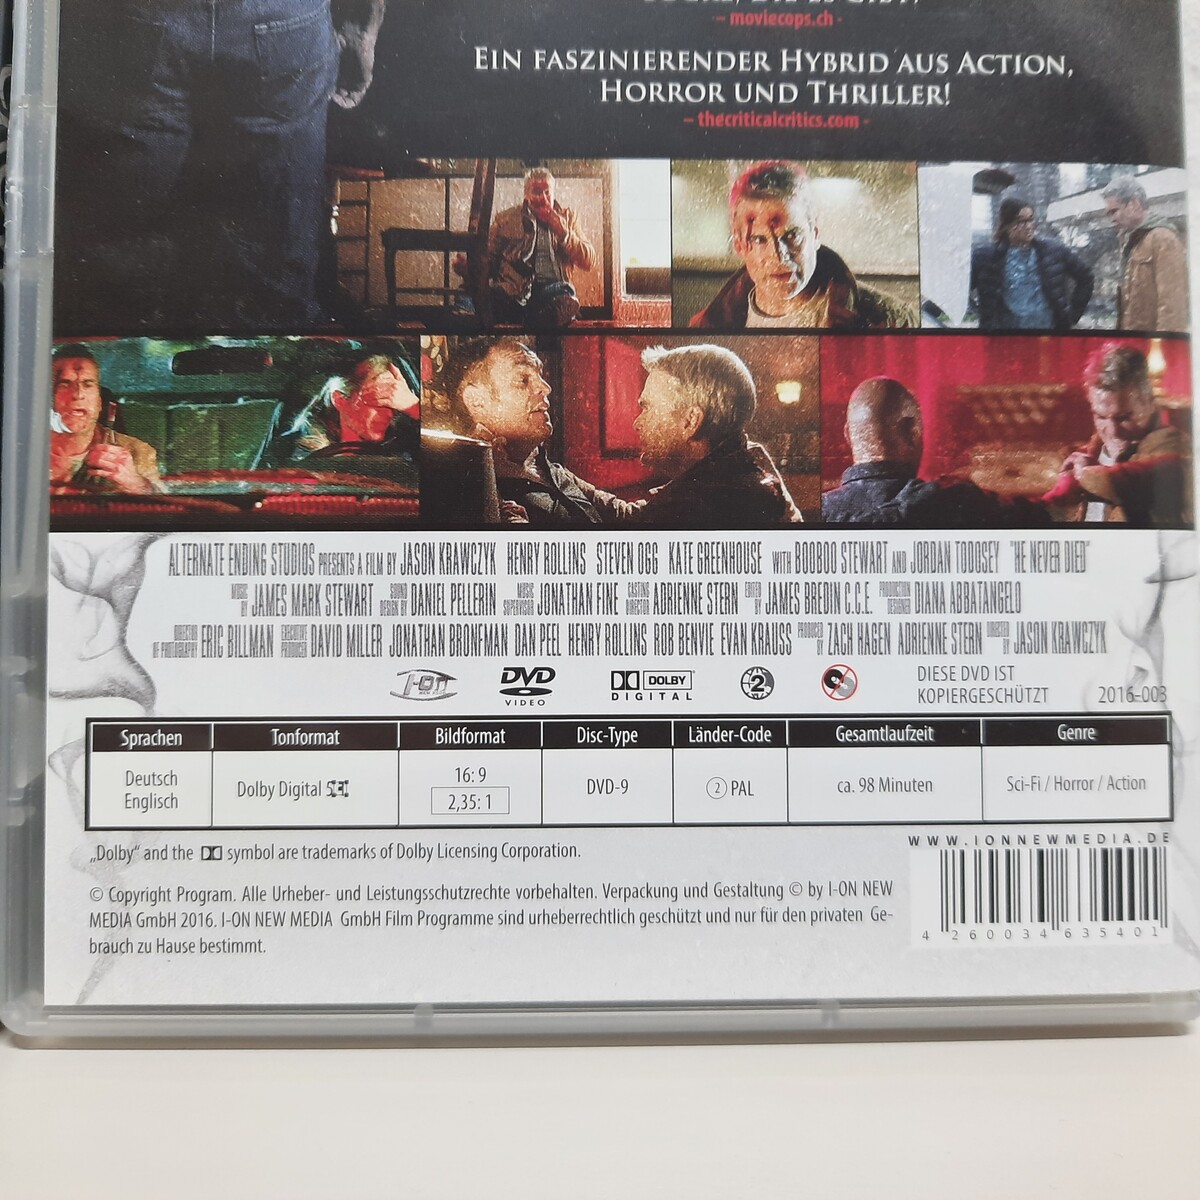 – moviecops.ch –
EIN FASZINIERENDER HYBRID AUS ACTION,
HORROR UND THRILLER!
– thecriticalcritics.com –
ALTERNATE ENDING STUDIOS PRESENTS A FILM BY JASON KRAWCZYK HENRY ROLLINS STEVEN OGG KATE GREENHOUSE WITH BOOBOO STEWART AND JORDAN TODOSEY "HE NEVER DIED"
MUSIC BY JAMES MARK STEWART SOUND DESIGN BY DANIEL PELLERIN MUSIC SUPERVISOR JONATHAN FINE CASTING DIRECTOR ADRIENNE STERN EDITED BY JAMES BREDIN C.C.E. PRODUCTION DESIGNER DIANA ABBATANGELO
DIRECTOR OF PHOTOGRAPHY ERIC BILLMAN EXECUTIVE PRODUCER DAVID MILLER JONATHAN BRONFMAN DAN PEEL HENRY ROLLINS ROB BENVIE EVAN KRAUSS PRODUCED BY ZACH HAGEN ADRIENNE STERN DIRECTED BY JASON KRAWCZYK
I-ON NEW MEDIA DVD VIDEO DOLBY DIGITAL 2 DIESE DVD IST
KOPIERGESCHÜTZT 2016-003
Sprachen Tonformat Bildformat Disc-Type Länder-Code Gesamtlaufzeit Genre
Deutsch
Englisch
Dolby Digital 5.1
16:9
2,35:1
DVD-9
2 PAL
ca. 98 Minuten
Sci-Fi / Horror / Action
„Dolby“ and the symbol are trademarks of Dolby Licensing Corporation.
WWW.IONNEWMEDIA.DE
© Copyright Program. Alle Urheber- und Leistungsschutzrechte vorbehalten. Verpackung und Gestaltung © by I-ON NEW
MEDIA GmbH 2016. I-ON NEW MEDIA GmbH Film Programme sind urheberrechtlich geschützt und nur für den privaten Ge-
brauch zu Hause bestimmt.
4 260034 635401